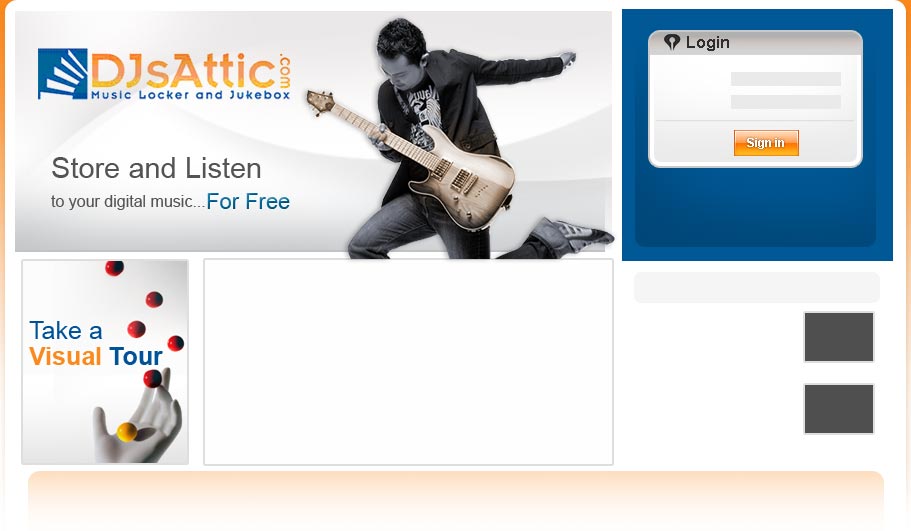 DJsAttic.com
Music Locker and Jukebox
Store and Listen
to your digital music...For Free
Login
Sign in
Take a
Visual Tour